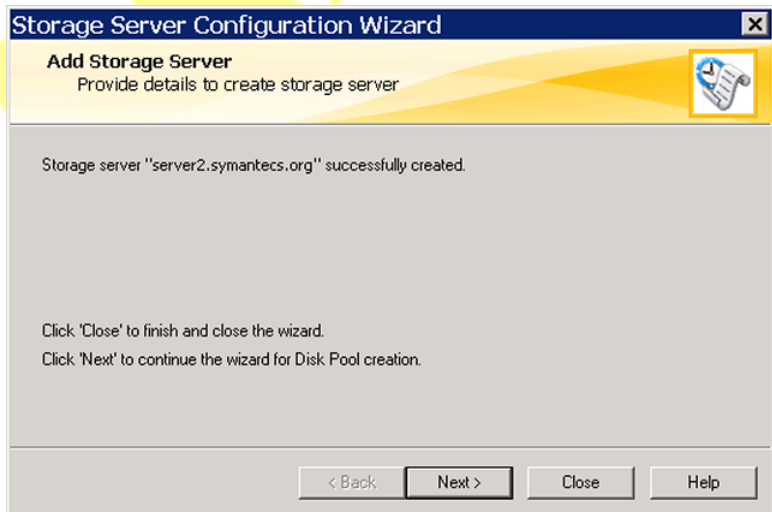 Storage Server Configuration Wizard
Add Storage Server
Provide details to create storage server
Storage server "server2.symantecs.org" successfully created.
Click 'Close' to finish and close the wizard.
Click 'Next' to continue the wizard for Disk Pool creation.
< Back Next > Close Help